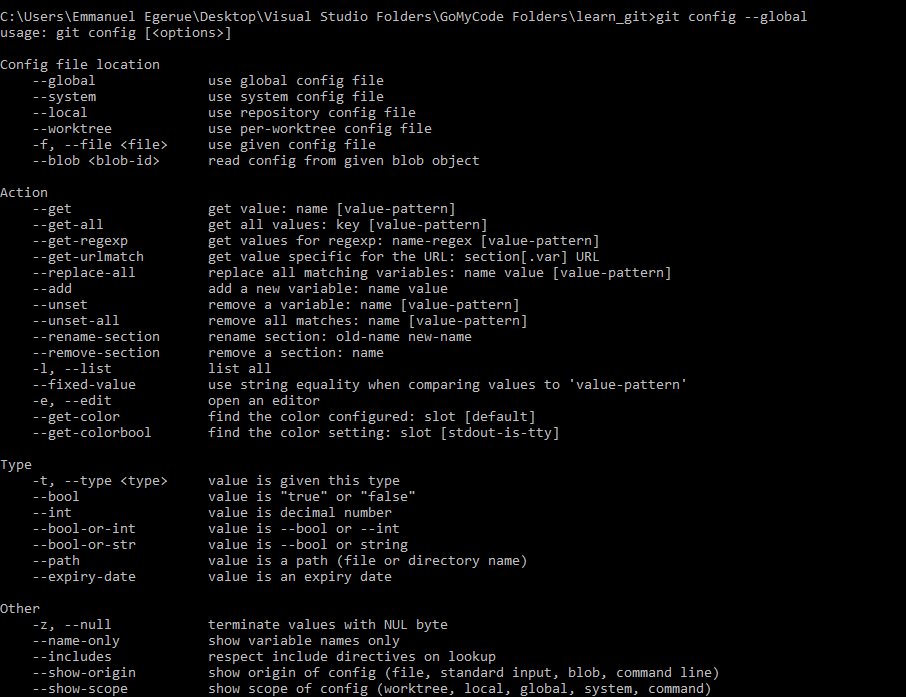 C:\Users\Emmanuel Egerue\Desktop\Visual Studio Folders\GoMyCode Folders\learn_git>git config --global
usage: git config [<options>]

Config file location
    --global              use global config file
    --system              use system config file
    --local               use repository config file
    --worktree            use per-worktree config file
    -f, --file <file>     use given config file
    --blob <blob-id>      read config from given blob object

Action
    --get                 get value: name [value-pattern]
    --get-all             get all values: key [value-pattern]
    --get-regexp          get values for regexp: name-regex [value-pattern]
    --get-urlmatch        get value specific for the URL: section[.var] URL
    --replace-all         replace all matching variables: name value [value-pattern]
    --add                 add a new variable: name value
    --unset               remove a variable: name [value-pattern]
    --unset-all           remove all matches: name [value-pattern]
    --rename-section      rename section: old-name new-name
    --remove-section      remove a section: name
    -l, --list            list all
    --fixed-value         use string equality when comparing values to 'value-pattern'
    -e, --edit            open an editor
    --get-color           find the color configured: slot [default]
    --get-colorbool       find the color setting: slot [stdout-is-tty]

Type
    -t, --type <type>     value is given this type
    --bool                value is "true" or "false"
    --int                 value is decimal number
    --bool-or-int         value is --bool or --int
    --bool-or-str         value is --bool or string
    --path                value is a path (file or directory name)
    --expiry-date         value is an expiry date

Other
    -z, --null            terminate values with NUL byte
    --name-only           show variable names only
    --includes            respect include directives on lookup
    --show-origin         show origin of config (file, standard input, blob, command line)
    --show-scope          show scope of config (worktree, local, global, system, command)